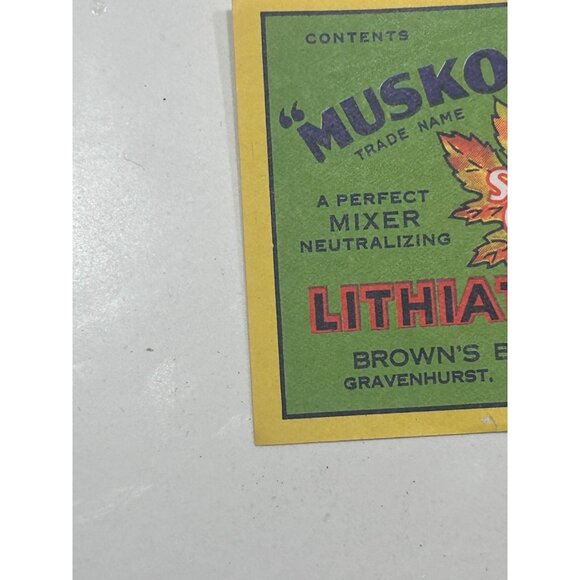 CONTENTS
"MUSKO
TRADE NAME
A PERFECT
MIXER
NEUTRALIZING
LITHIAT
BROWN'S B
GRAVENHURST,